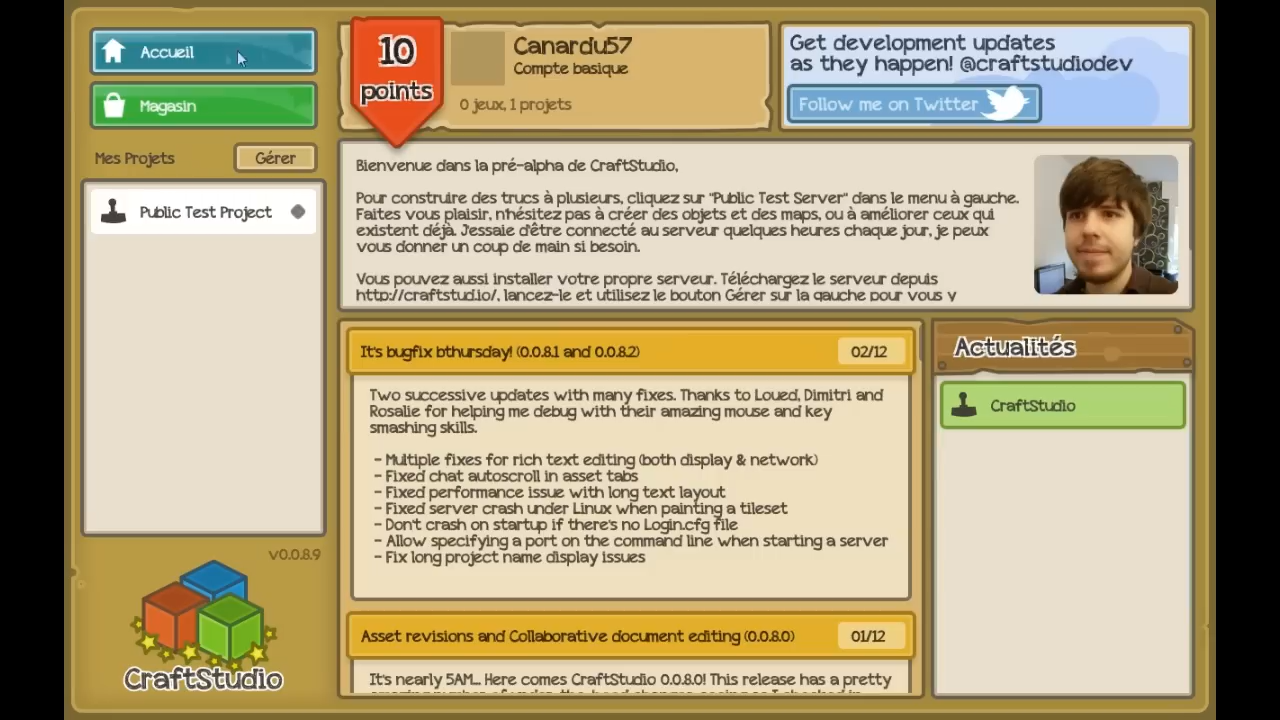 Accueil
Magasin
Mes Projets
Gérer
Public Test Project
v0.0.8.9
CraftStudio
10
points
Canardu57
Compte basique
0 jeux, 1 projets
Get development updates
as they happen! @craftstudiodev
Follow me on Twitter
Bienvenue dans la pré-alpha de CraftStudio,
Pour construire des trucs à plusieurs, cliquez sur "Public Test Server" dans le menu à gauche.
Faites vous plaisir, n'hésitez pas à créer des objets et des maps, ou à améliorer ceux qui
existent déjà. J'essaie d'être connecté au serveur quelques heures chaque jour, je peux
vous donner un coup de main si besoin.
Vous pouvez aussi installer votre propre serveur. Téléchargez le serveur depuis
http://craftstud.io/, lancez-le et utilisez le bouton Gérer sur la gauche pour vous y
It's bugfix bthursday! (0.0.8.1 and 0.0.8.2)
02/12
Two successive updates with many fixes. Thanks to Loued, Dimitri and
Rosalie for helping me debug with their amazing mouse and key
smashing skills.
- Multiple fixes for rich text editing (both display & network)
- Fixed chat autoscroll in asset tabs
- Fixed performance issue with long text layout
- Fixed server crash under Linux when painting a tileset
- Don't crash on startup if there's no Login.cfg file
- Allow specifying a port on the command line when starting a server
- Fix long project name display issues
Asset revisions and Collaborative document editing (0.0.8.0)
01/12
It's nearly 5AM... Here comes CraftStudio 0.0.8.0! This release has a pretty
Actualités
CraftStudio